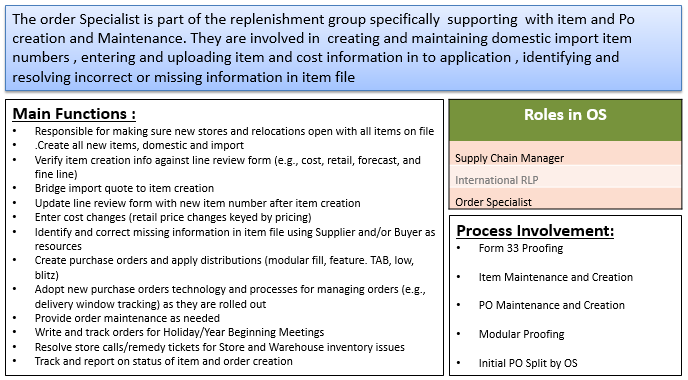 The order Specialist is part of the replenishment group specifically supporting with item and Po
creation and Maintenance. They are involved in creating and maintaining domestic import item
numbers , entering and uploading item and cost information in to application , identifying and
resolving incorrect or missing information in item file
Main Functions :
• Responsible for making sure new stores and relocations open with all items on file
• .Create all new items, domestic and import
• Verify item creation info against line review form (e.g., cost, retail, forecast, and
fine line)
• Bridge import quote to item creation
• Update line review form with new item number after item creation
• Enter cost changes (retail price changes keyed by pricing)
• Identify and correct missing information in item file using Supplier and/or Buyer as
resources
• Create purchase orders and apply distributions (modular fill, feature. TAB, low,
blitz)
• Adopt new purchase orders technology and processes for managing orders (e.g.,
delivery window tracking) as they are rolled out
• Provide order maintenance as needed
• Write and track orders for Holiday/Year Beginning Meetings
• Resolve store calls/remedy tickets for Store and Warehouse inventory issues
• Track and report on status of item and order creation
Roles in OS
Supply Chain Manager
International RLP
Order Specialist
Process Involvement:
• Form 33 Proofing
• Item Maintenance and Creation
• PO Maintenance and Creation
• Modular Proofing
• Initial PO Split by OS